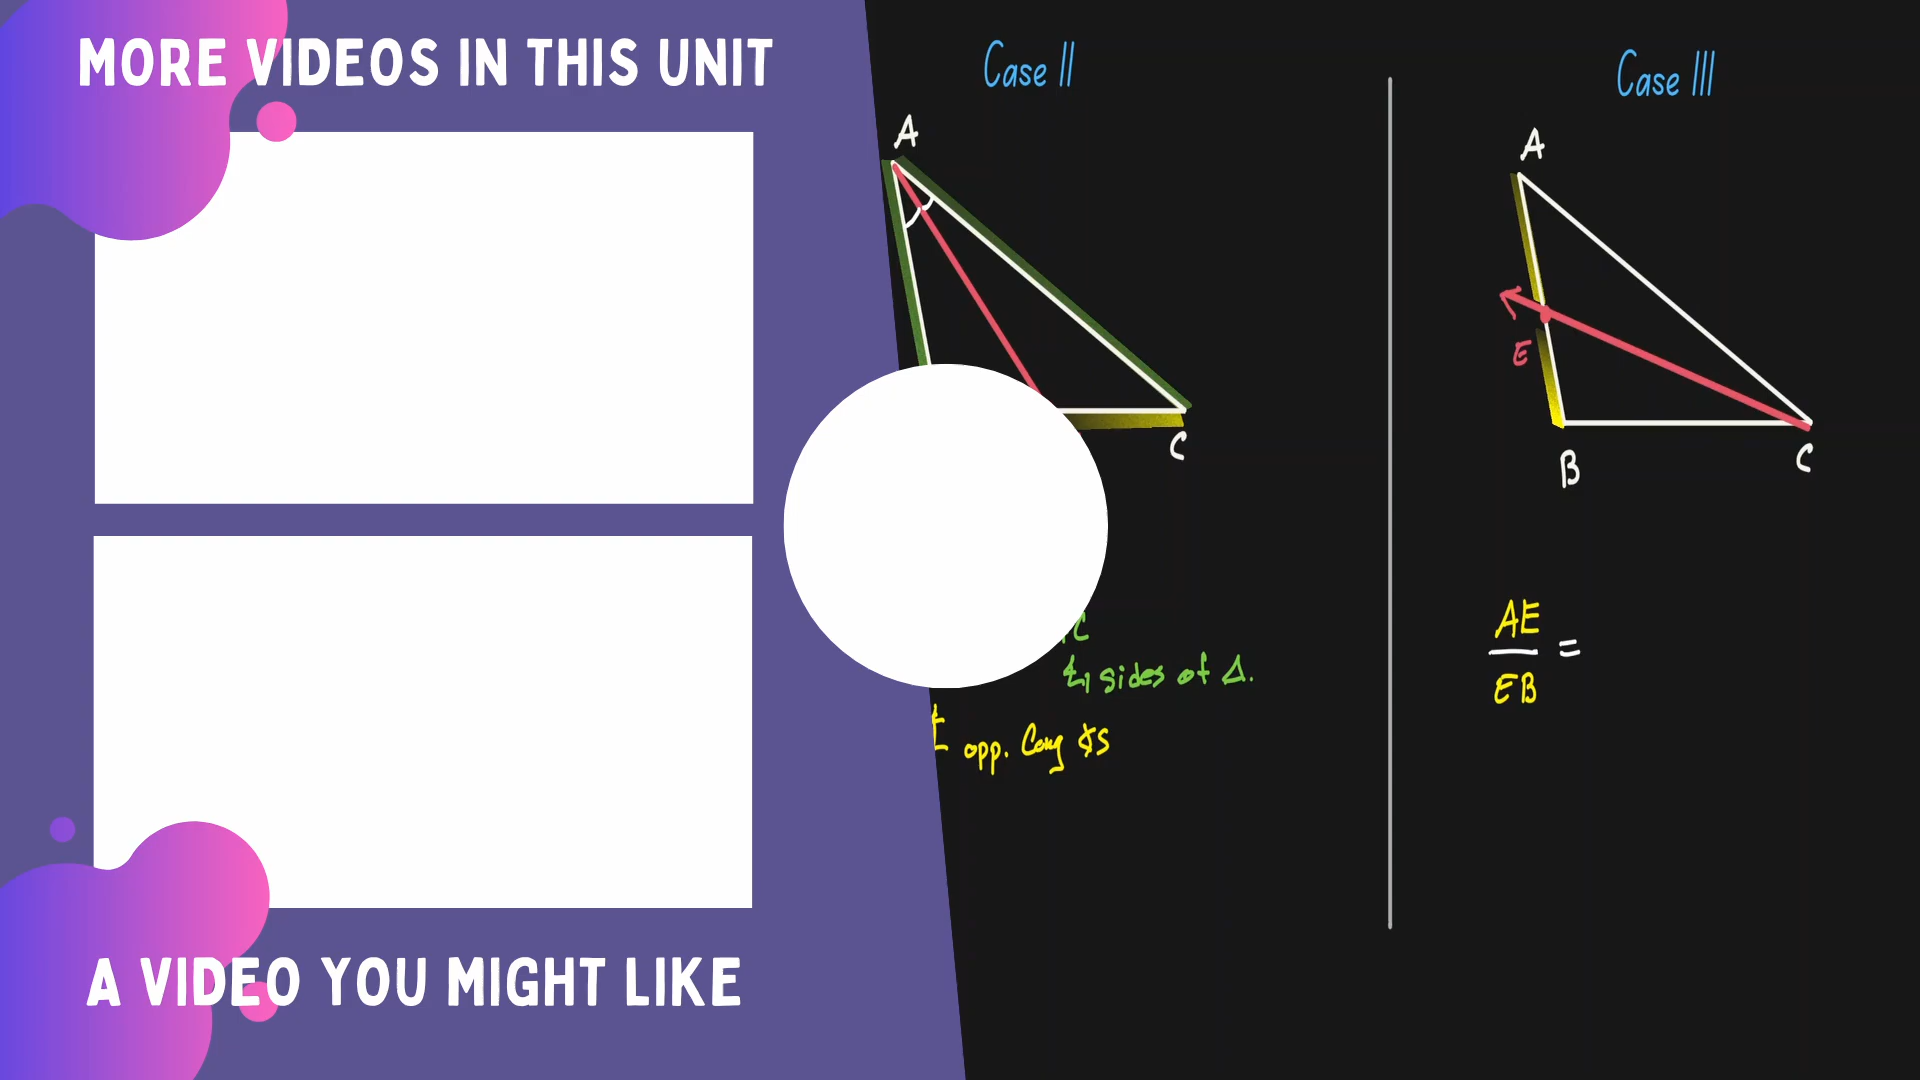 MORE VIDEOS IN THIS UNIT
A VIDEO YOU MIGHT LIKE
Case II
A
C
C
sides of Δ.
opp. Cong ∡s
Case III
A
E
B
C
AE
=
EB